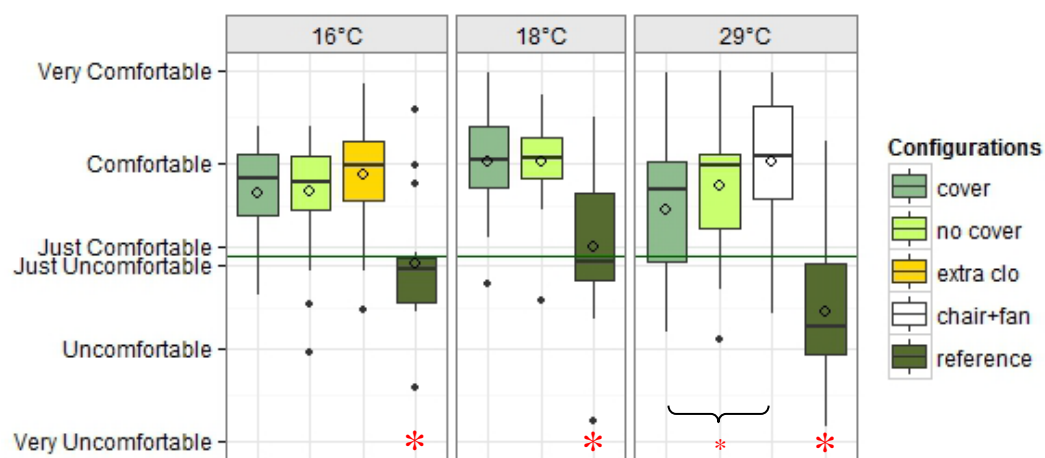 16°C 18°C 29°C
Very Comfortable
Comfortable
Just Comfortable
Just Uncomfortable
Uncomfortable
Very Uncomfortable
* * * *
Configurations
cover
no cover
extra clo
chair+fan
reference